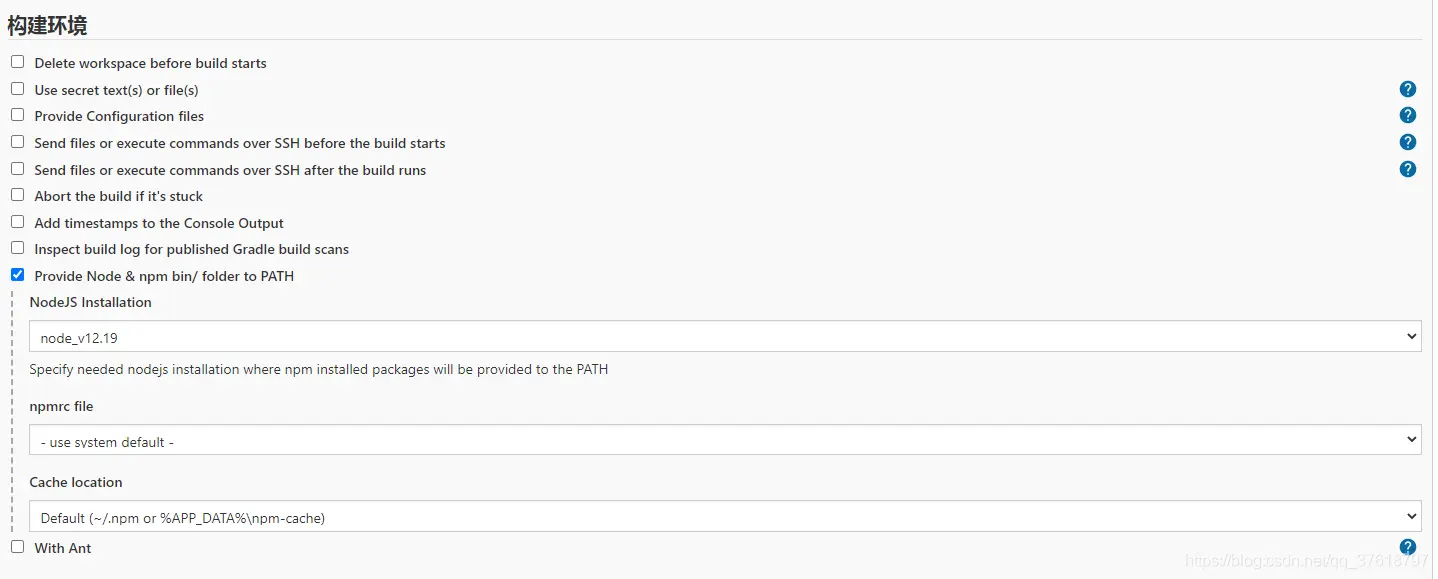 构建环境
Delete workspace before build starts
Use secret text(s) or file(s)
Provide Configuration files
Send files or execute commands over SSH before the build starts
Send files or execute commands over SSH after the build runs
Abort the build if it's stuck
Add timestamps to the Console Output
Inspect build log for published Gradle build scans
Provide Node & npm bin/ folder to PATH
NodeJS Installation
node_v12.19
Specify needed nodejs installation where npm installed packages will be provided to the PATH
npmrc file
- use system default -
Cache location
Default (~/.npm or %APP_DATA%\npm-cache)
With Ant
https://blog.csdn.net/qq_37618797